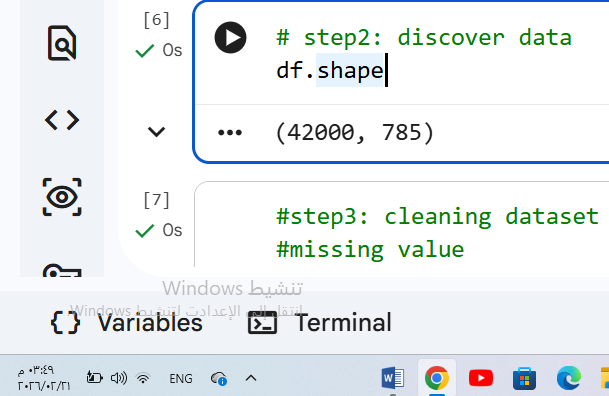 [6]
0s
# step2: discover data
df.shape
(42000, 785)
[7]
0s
#step3: cleaning dataset
#missing value
تنشيط Windows
انتقل إلى الإعدادات لتنشيط Windows
{} Variables
Terminal
٠٣:٤٩ م
٢٠٢٦/٠٢/٢١
ENG